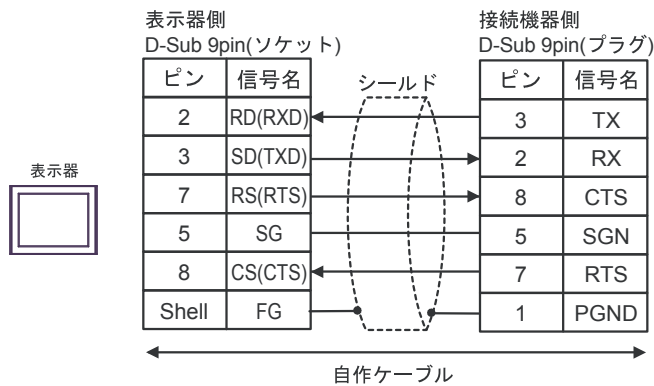 表示器側
D-Sub 9pin(ソケット)
接続機器側
D-Sub 9pin(プラグ)
ピン 信号名 シールド ピン 信号名
2 RD(RXD) 3 TX
3 SD(TXD) 2 RX
表示器
7 RS(RTS) 8 CTS
5 SG 5 SGN
8 CS(CTS) 7 RTS
Shell FG 1 PGND
自作ケーブル